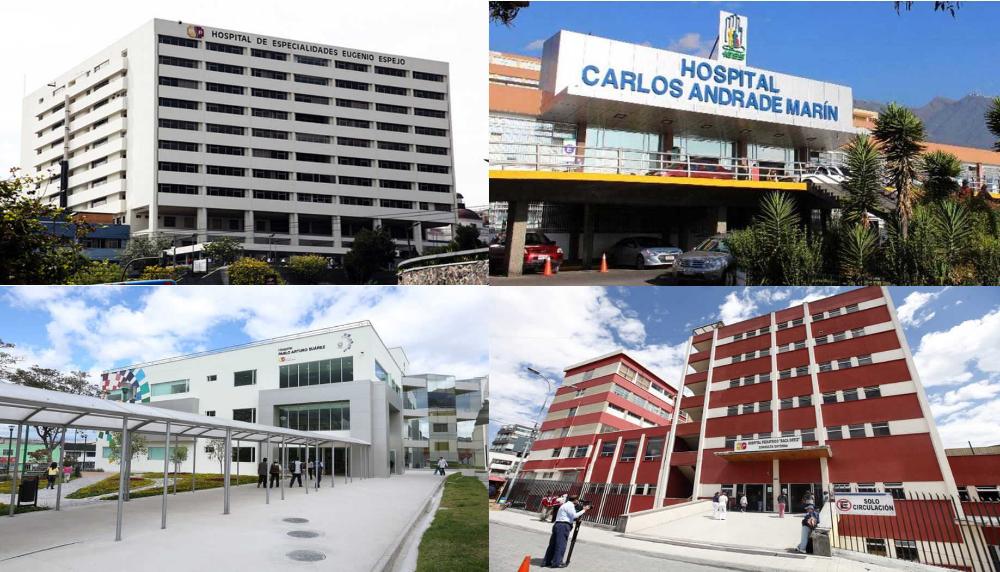 HOSPITAL DE ESPECIALIDADES EUGENIO ESPEJO
IESS
HOSPITAL
CARLOS ANDRADE MARÍN
E
Hospital
PABLO ARTURO SUÁREZ
HOSPITAL PEDIATRICO "BACA ORTIZ"
CONSULTA EXTERNA
E
SOLO
CIRCULACIÓN